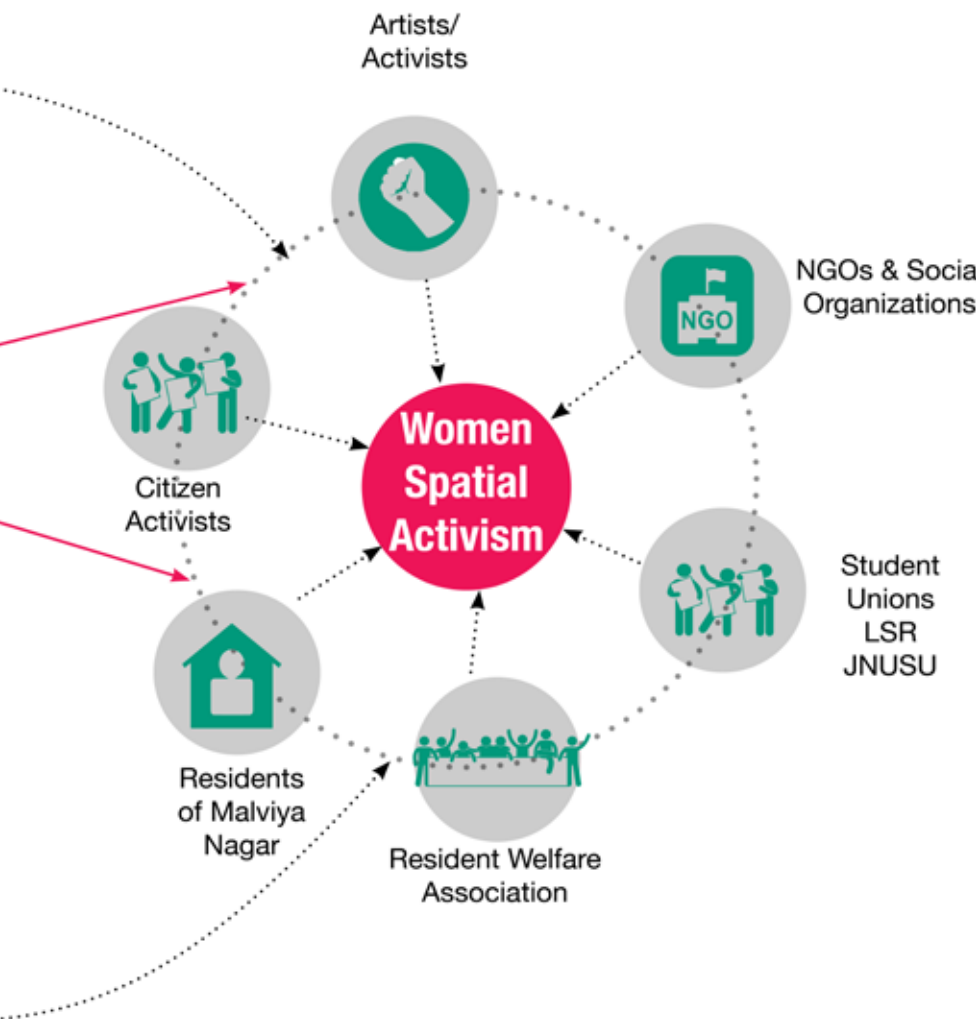 Artists/
Activists
NGOs & Socia
Organizations
NGO
Women
Spatial
Activism
Citizen
Activists
Student
Unions
LSR
JNUSU
Residents
of Malviya
Nagar
Resident Welfare
Association